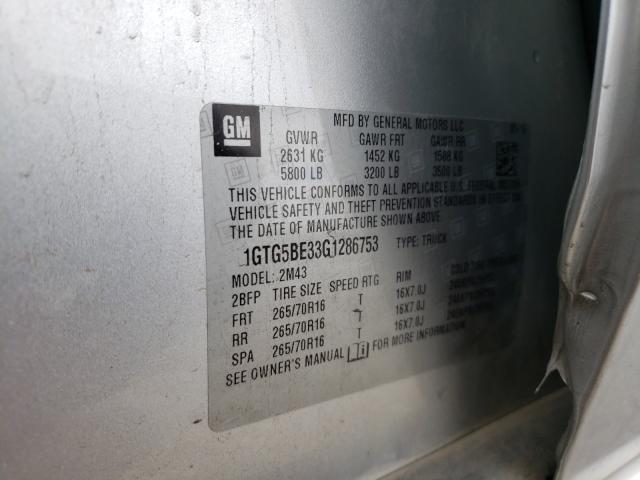 GM
MFD BY GENERAL MOTORS LLC
GVWR GAWR FRT GAWR RR
2631 KG 1452 KG 1588 KG
5800 LB 3200 LB 3500 LB
THIS VEHICLE CONFORMS TO ALL APPLICABLE U.S. FEDERAL MOTOR
VEHICLE SAFETY AND THEFT PREVENTION STANDARDS IN EFFECT ON
THE DATE OF MANUFACTURE SHOWN ABOVE.
1GTG5BE33G1286753 TYPE: TRUCK
MODEL: 2M43
2BFP TIRE SIZE SPEED RTG RIM COLD TIRE PRESSURE
FRT 265/70R16 T 16X7.0J
RR 265/70R16 T 16X7.0J
SPA 265/70R16 T 16X7.0J
SEE OWNER'S MANUAL FOR MORE INFORMATION